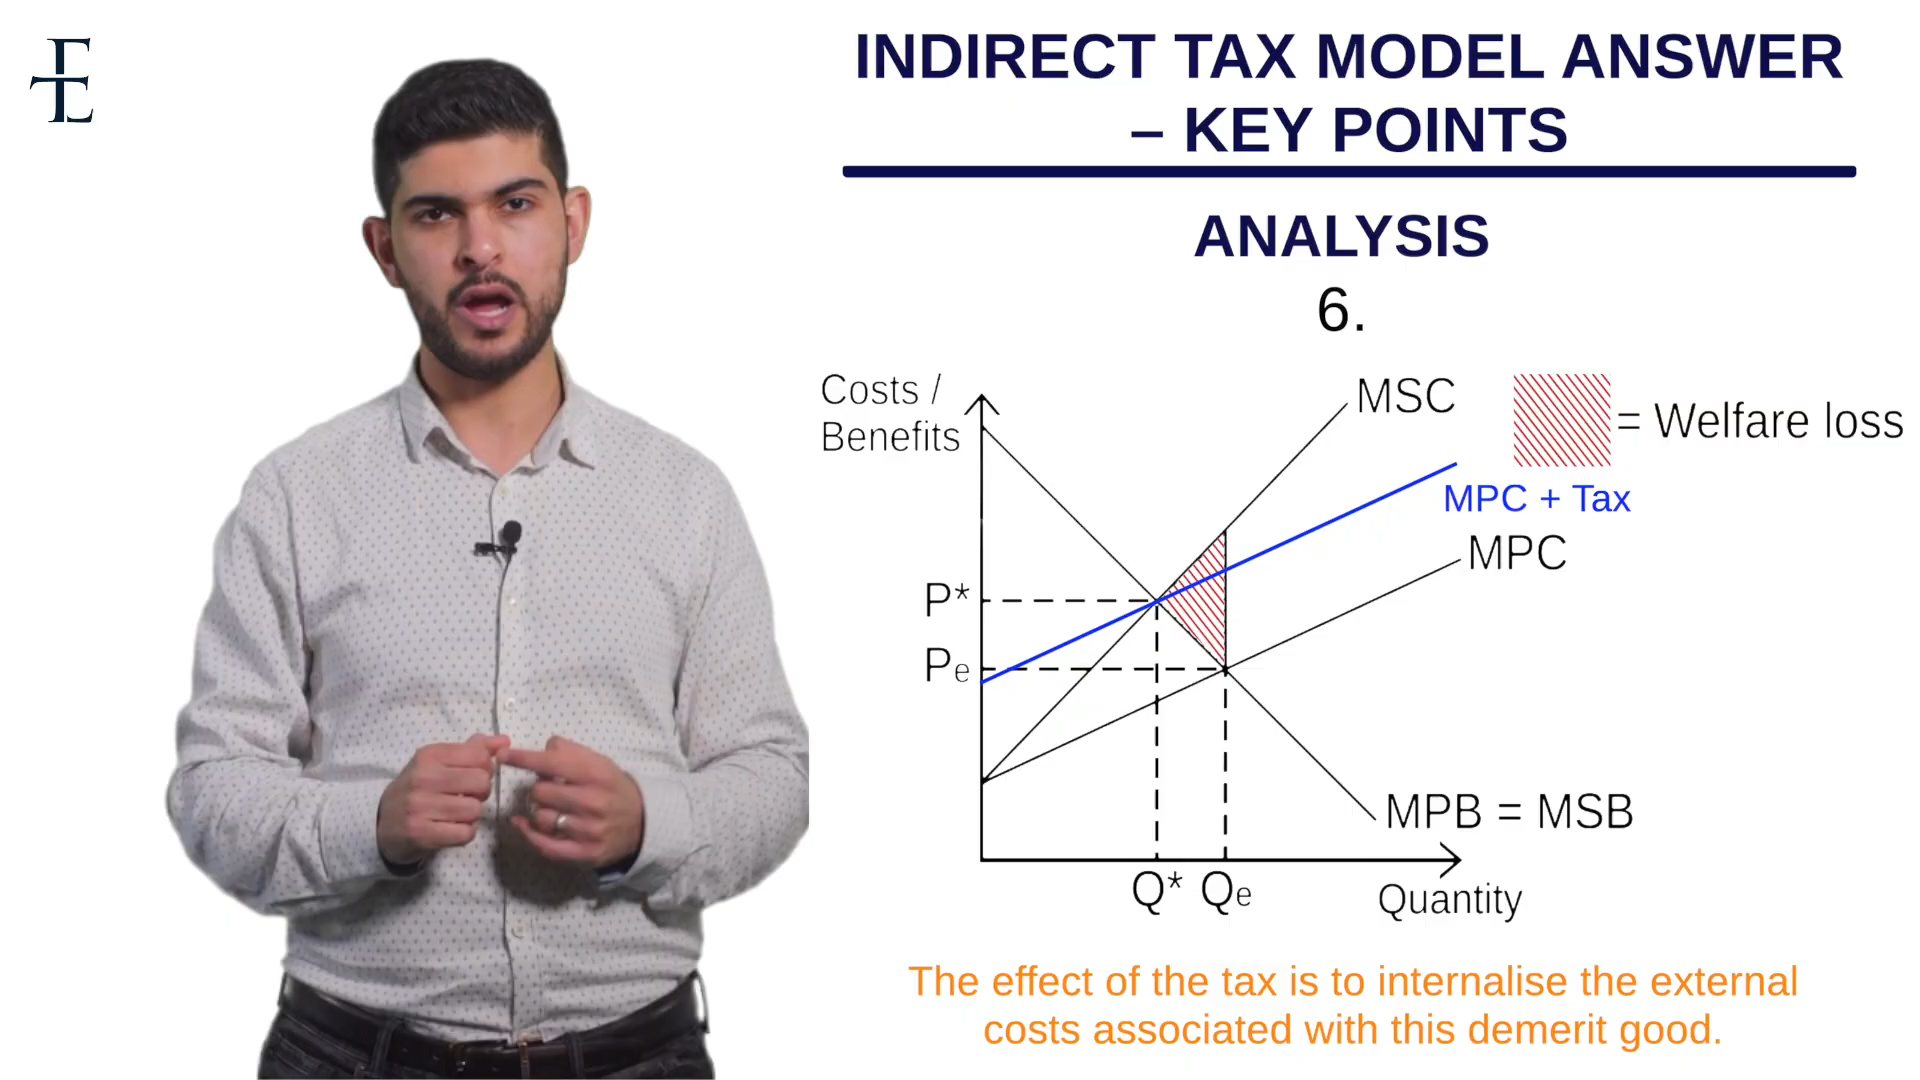 INDIRECT TAX MODEL ANSWER
– KEY POINTS
ANALYSIS
6.
Costs /
Benefits
MSC
= Welfare loss
MPC + Tax
MPC
P*
Pe
MPB = MSB
Q* Qe
Quantity
The effect of the tax is to internalise the external
costs associated with this demerit good.